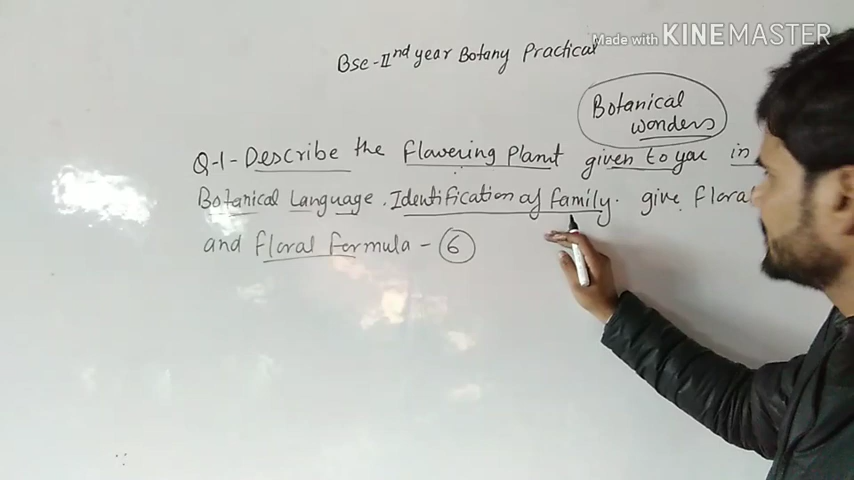 Made with KINEMASTER
Bsc-IInd year Botany Practical
Botanical
wonders
Q-1- Describe the flowering Plant given to you in
Botanical Language. Identification of family. give floral
and floral formula - 6